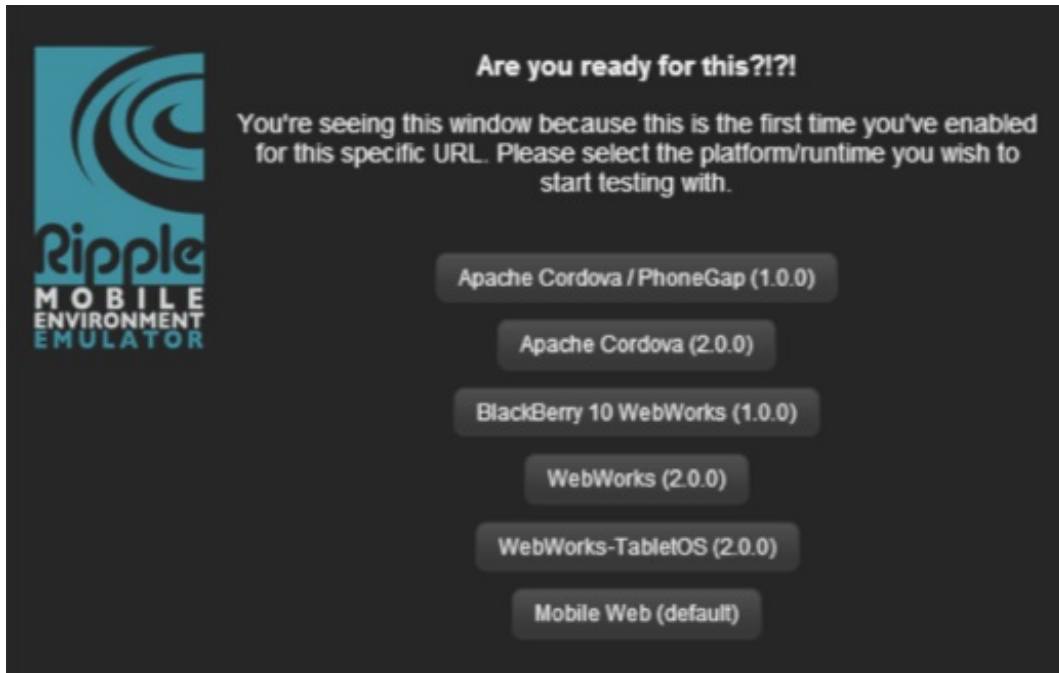 Ripple
MOBILE
ENVIRONMENT
EMULATOR
Are you ready for this?!?!
You're seeing this window because this is the first time you've enabled
for this specific URL. Please select the platform/runtime you wish to
start testing with.
Apache Cordova / PhoneGap (1.0.0)
Apache Cordova (2.0.0)
BlackBerry 10 WebWorks (1.0.0)
WebWorks (2.0.0)
WebWorks-TabletOS (2.0.0)
Mobile Web (default)